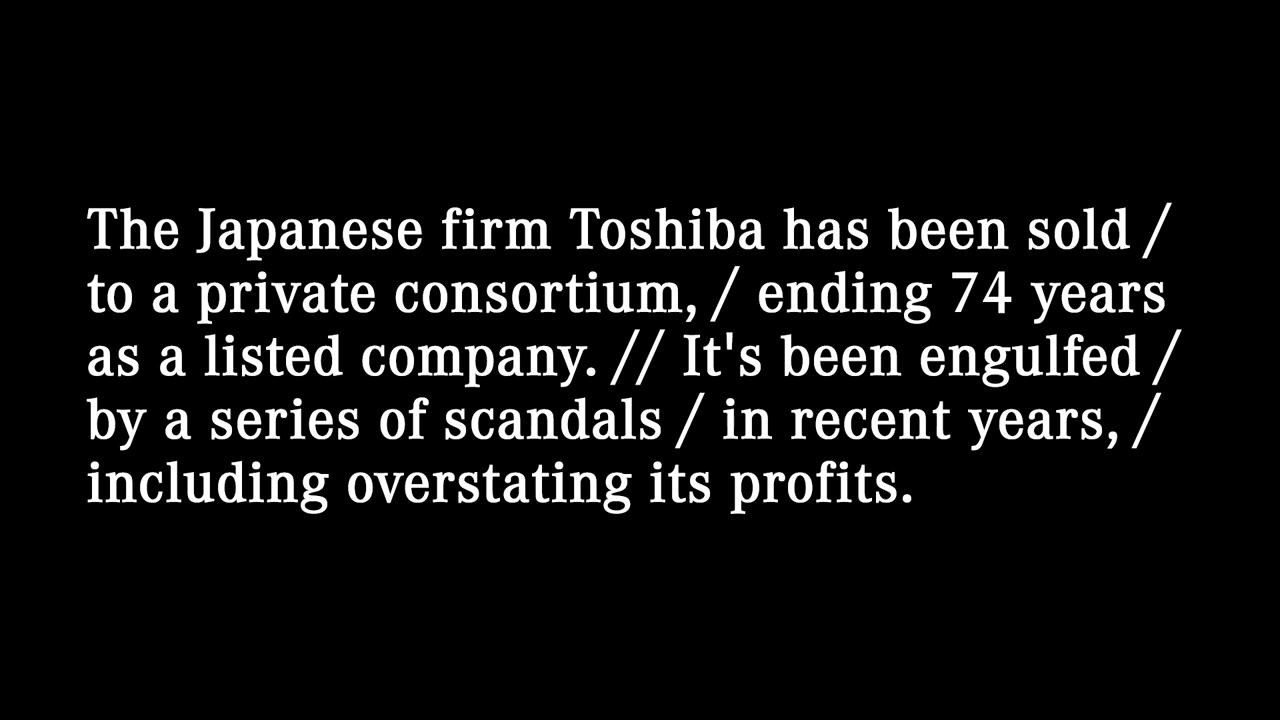 The Japanese firm Toshiba has been sold /
to a private consortium, / ending 74 years
as a listed company. // It's been engulfed /
by a series of scandals / in recent years, /
including overstating its profits.